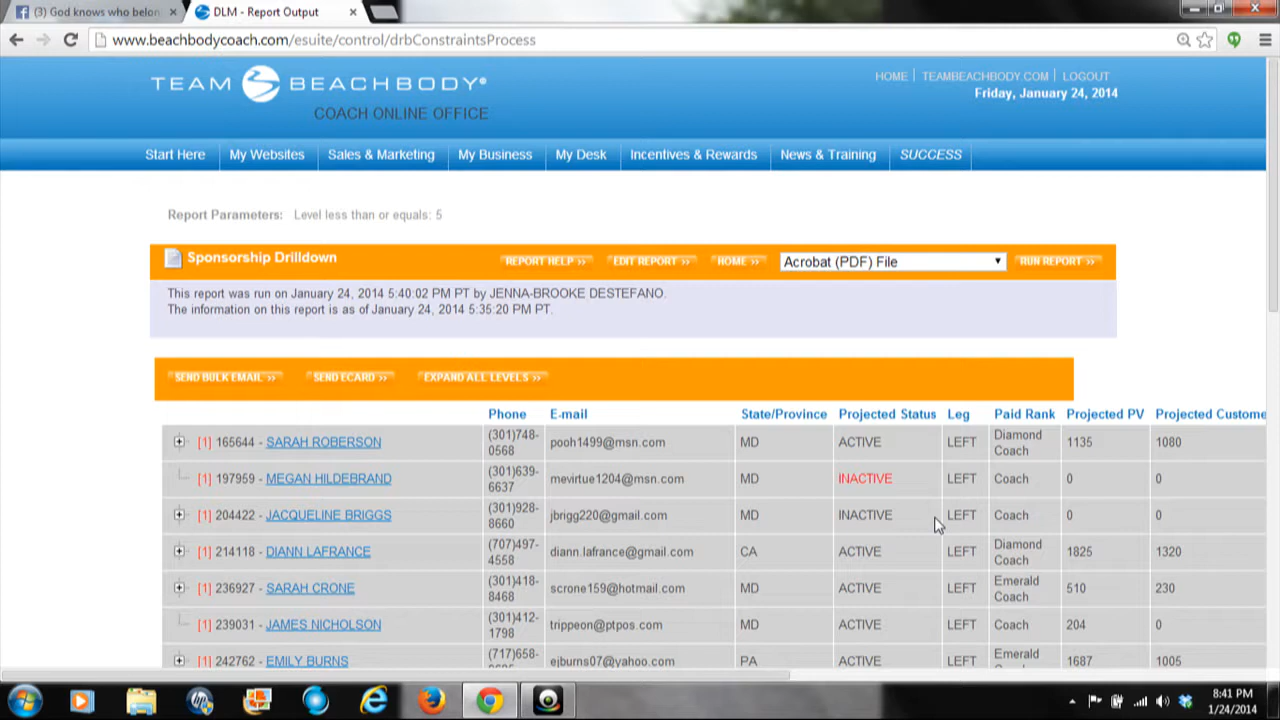 (3) God knows who belon
DLM - Report Output
www.beachbodycoach.com/esuite/control/drbConstraintsProcess
HOME | TEAMBEACHBODY.COM | LOGOUT
TEAM BEACHBODY®
Friday, January 24, 2014
COACH ONLINE OFFICE
Start Here My Websites Sales & Marketing My Business My Desk Incentives & Rewards News & Training SUCCESS
Report Parameters: Level less than or equals: 5
Sponsorship Drilldown REPORT HELP >> EDIT REPORT >> HOME >> Acrobat (PDF) File RUN REPORT >>
This report was run on January 24, 2014 5:40:02 PM PT by JENNA-BROOKE DESTEFANO.
The information on this report is as of January 24, 2014 5:35:20 PM PT.
SEND BULK EMAIL >> SEND ECARD >> EXPAND ALL LEVELS >>
Phone E-mail State/Province Projected Status Leg Paid Rank Projected PV Projected Custome
[1] 165644 - SARAH ROBERSON (301)748-0568 pooh1499@msn.com MD ACTIVE LEFT Diamond Coach 1135 1080
[1] 197959 - MEGAN HILDEBRAND (301)639-6637 mevirtue1204@msn.com MD INACTIVE LEFT Coach 0 0
[1] 204422 - JACQUELINE BRIGGS (301)928-8660 jbrigg220@gmail.com MD INACTIVE LEFT Coach 0 0
[1] 214118 - DIANN LAFRANCE (707)497-4558 diann.lafrance@gmail.com CA ACTIVE LEFT Diamond Coach 1825 1320
[1] 236927 - SARAH CRONE (301)418-8468 scrone159@hotmail.com MD ACTIVE LEFT Emerald Coach 510 230
[1] 239031 - JAMES NICHOLSON (301)412-1798 trippeon@ptpos.com MD ACTIVE LEFT Coach 204 0
[1] 242762 - EMILY BURNS (717)658- ejburns07@yahoo.com PA ACTIVE LEFT Emerald 1687 1005
8:41 PM
1/24/2014